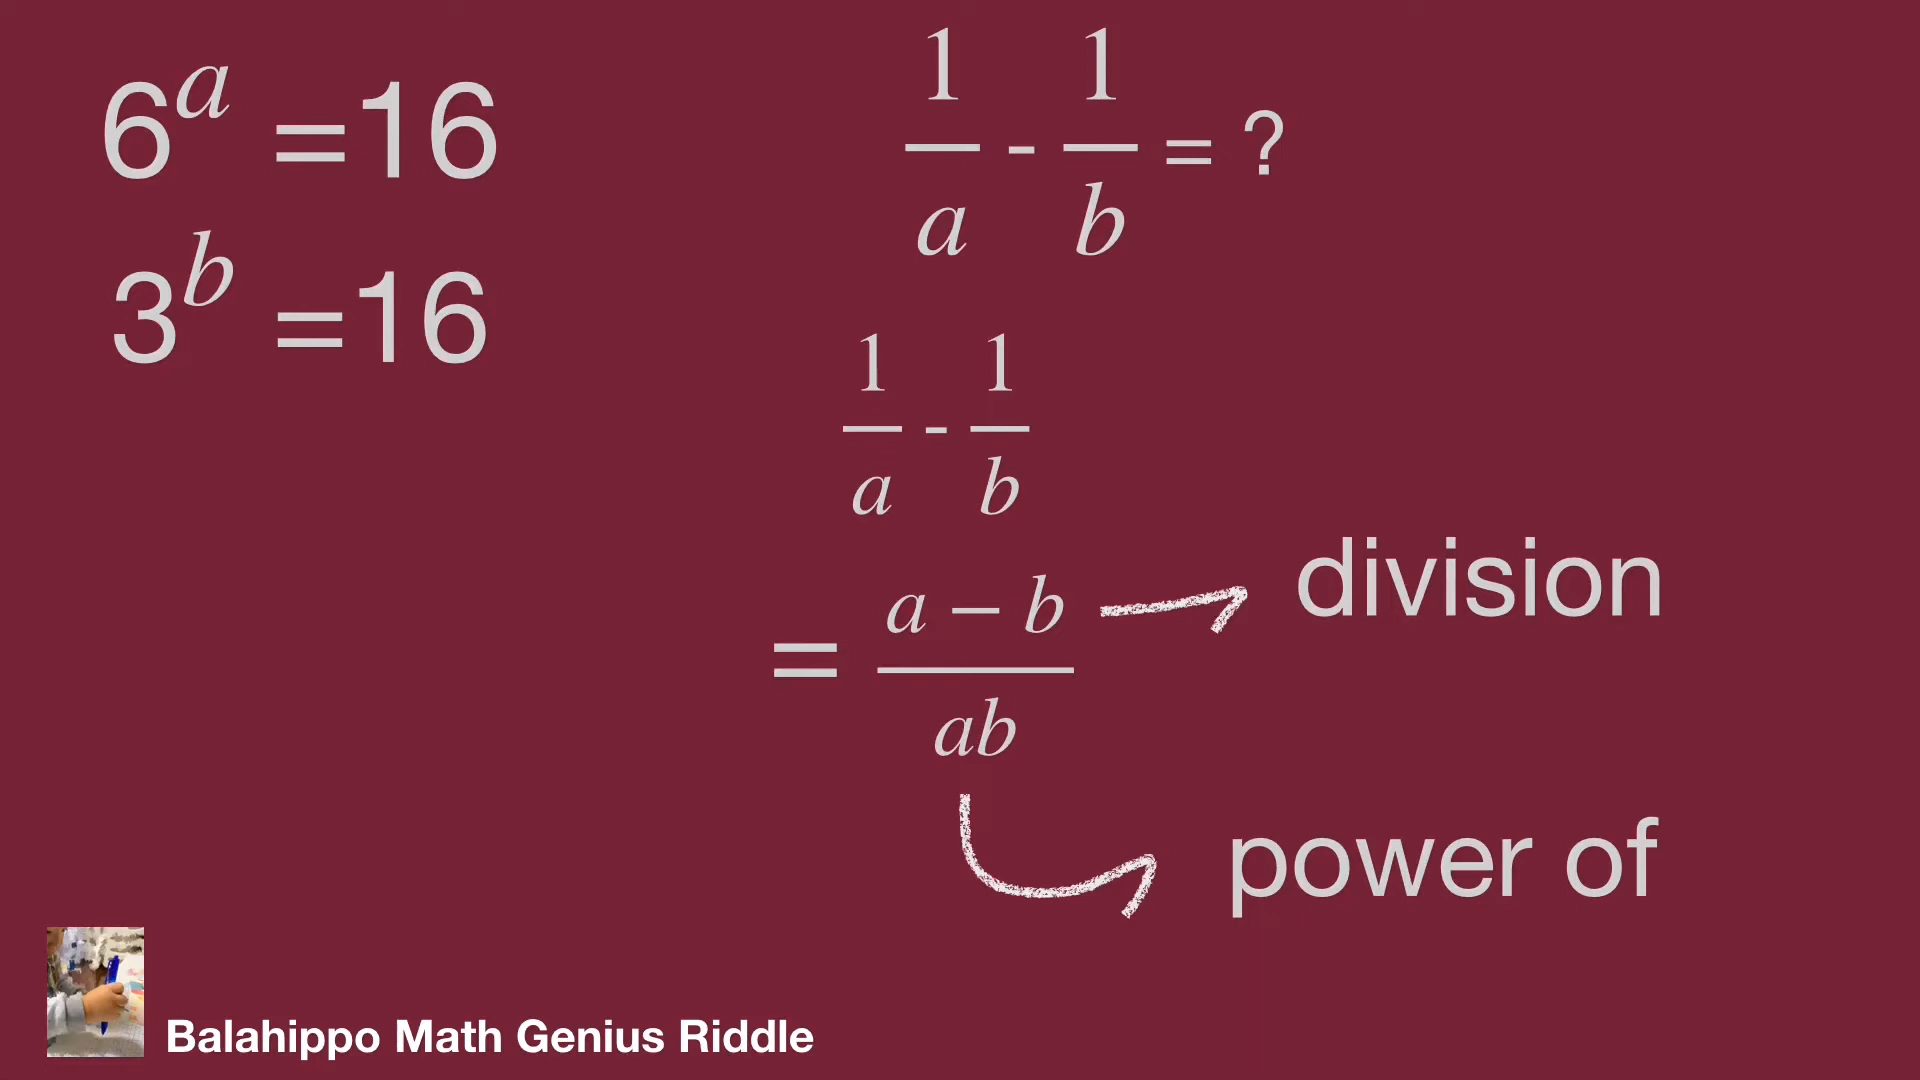 6^a =16
3^b =16
1/a - 1/b = ?
1/a - 1/b
= (a − b)/ab
division
power of
Balahippo Math Genius Riddle